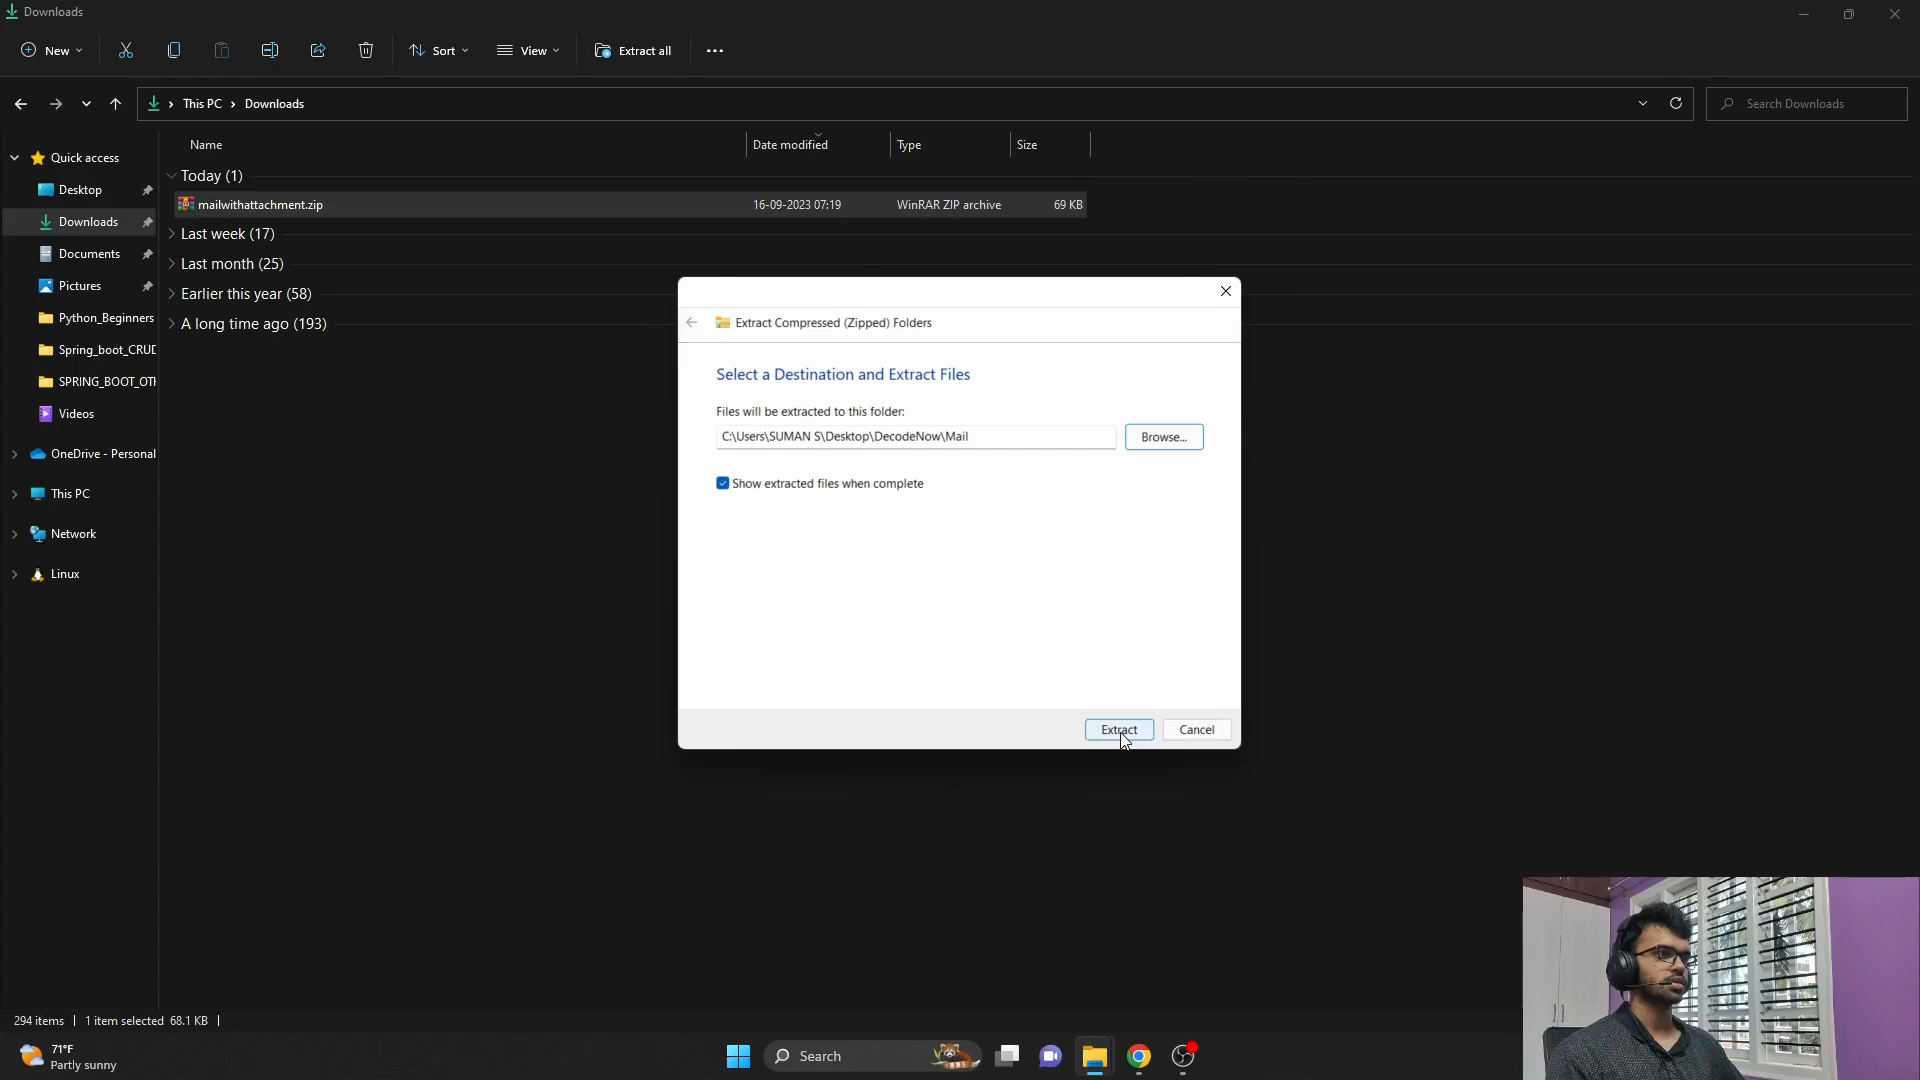 Downloads
New
Sort
View
Extract all
This PC
Downloads
Search Downloads
Name
Date modified
Type
Size
Quick access
Desktop
Downloads
Documents
Pictures
Python_Beginners
Spring_boot_CRUD
SPRING_BOOT_OTH
Videos
OneDrive - Personal
This PC
Network
Linux
Today (1)
mailwithattachment.zip
16-09-2023 07:19
WinRAR ZIP archive
69 KB
Last week (17)
Last month (25)
Earlier this year (58)
A long time ago (193)
Extract Compressed (Zipped) Folders
Select a Destination and Extract Files
Files will be extracted to this folder:
C:\Users\SUMAN S\Desktop\DecodeNow\Mail
Browse...
Show extracted files when complete
Extract
Cancel
294 items
1 item selected 68.1 KB
71°F
Partly sunny
Search